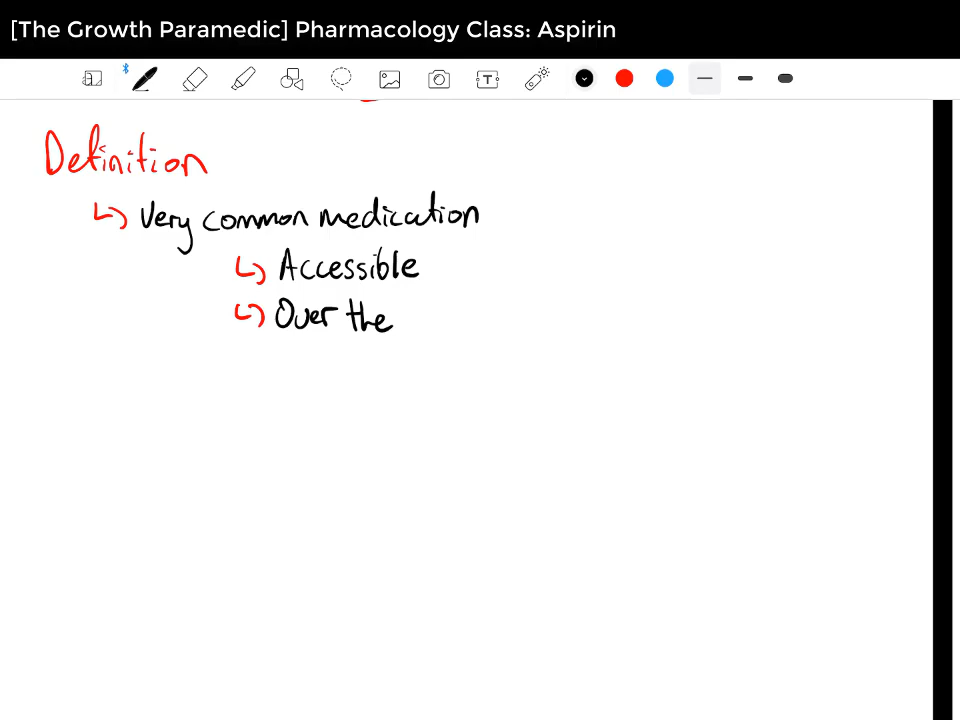 [The Growth Paramedic] Pharmacology Class: Aspirin
Definition
Very common medication
Accessible
Over the